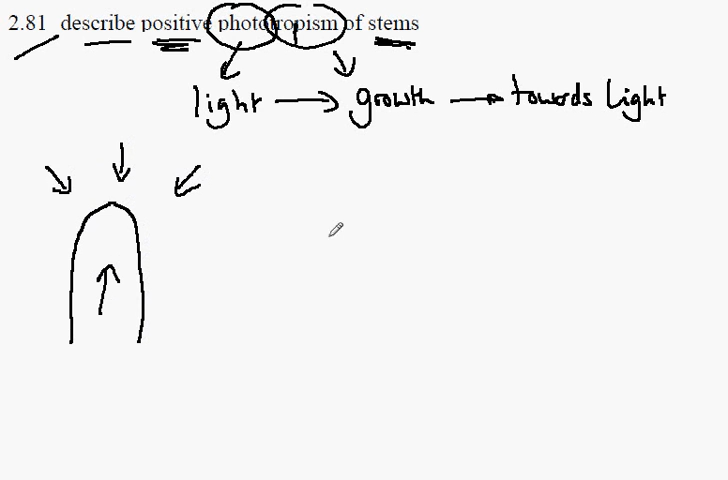 2.81 describe positive phototropism of stems
light → growth → towards light